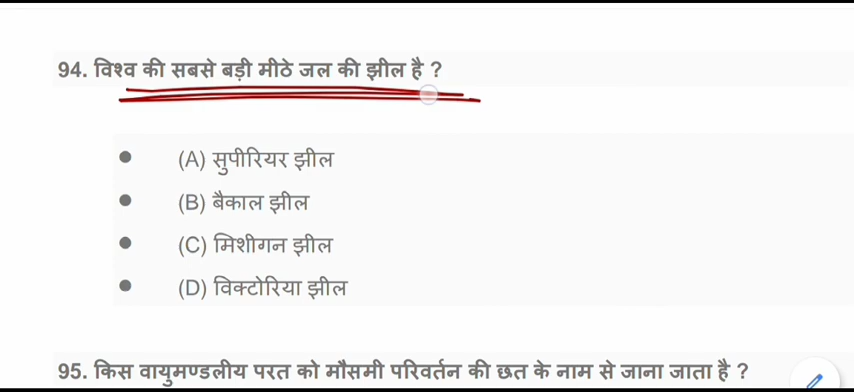 94. विश्व की सबसे बड़ी मीठे जल की झील है ?
(A) सुपीरियर झील
(B) बैकाल झील
(C) मिशीगन झील
(D) विक्टोरिया झील
95. किस वायुमण्डलीय परत को मौसमी परिवर्तन की छत के नाम से जाना जाता है ?